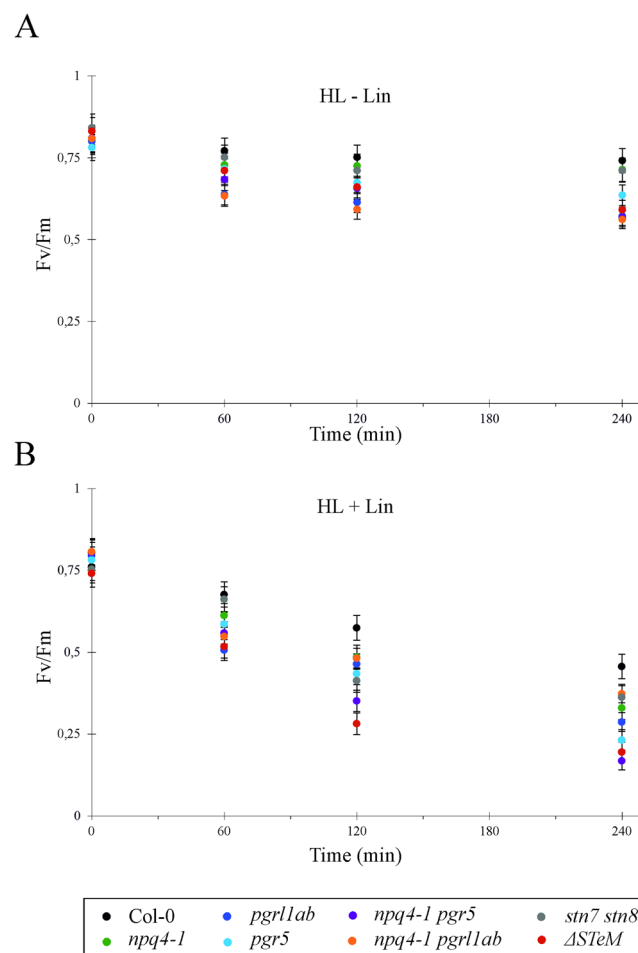 A
HL - Lin
1
0,75
0,5
0,25
0
Fv/Fm
0 60 120 180 240
Time (min)
B
HL + Lin
1
0,75
0,5
0,25
0
Fv/Fm
0 60 120 180 240
Time (min)
Col-0 pgrl1ab npq4-1 pgr5 stn7 stn8
npq4-1 pgr5 npq4-1 pgrl1ab ΔSTeM